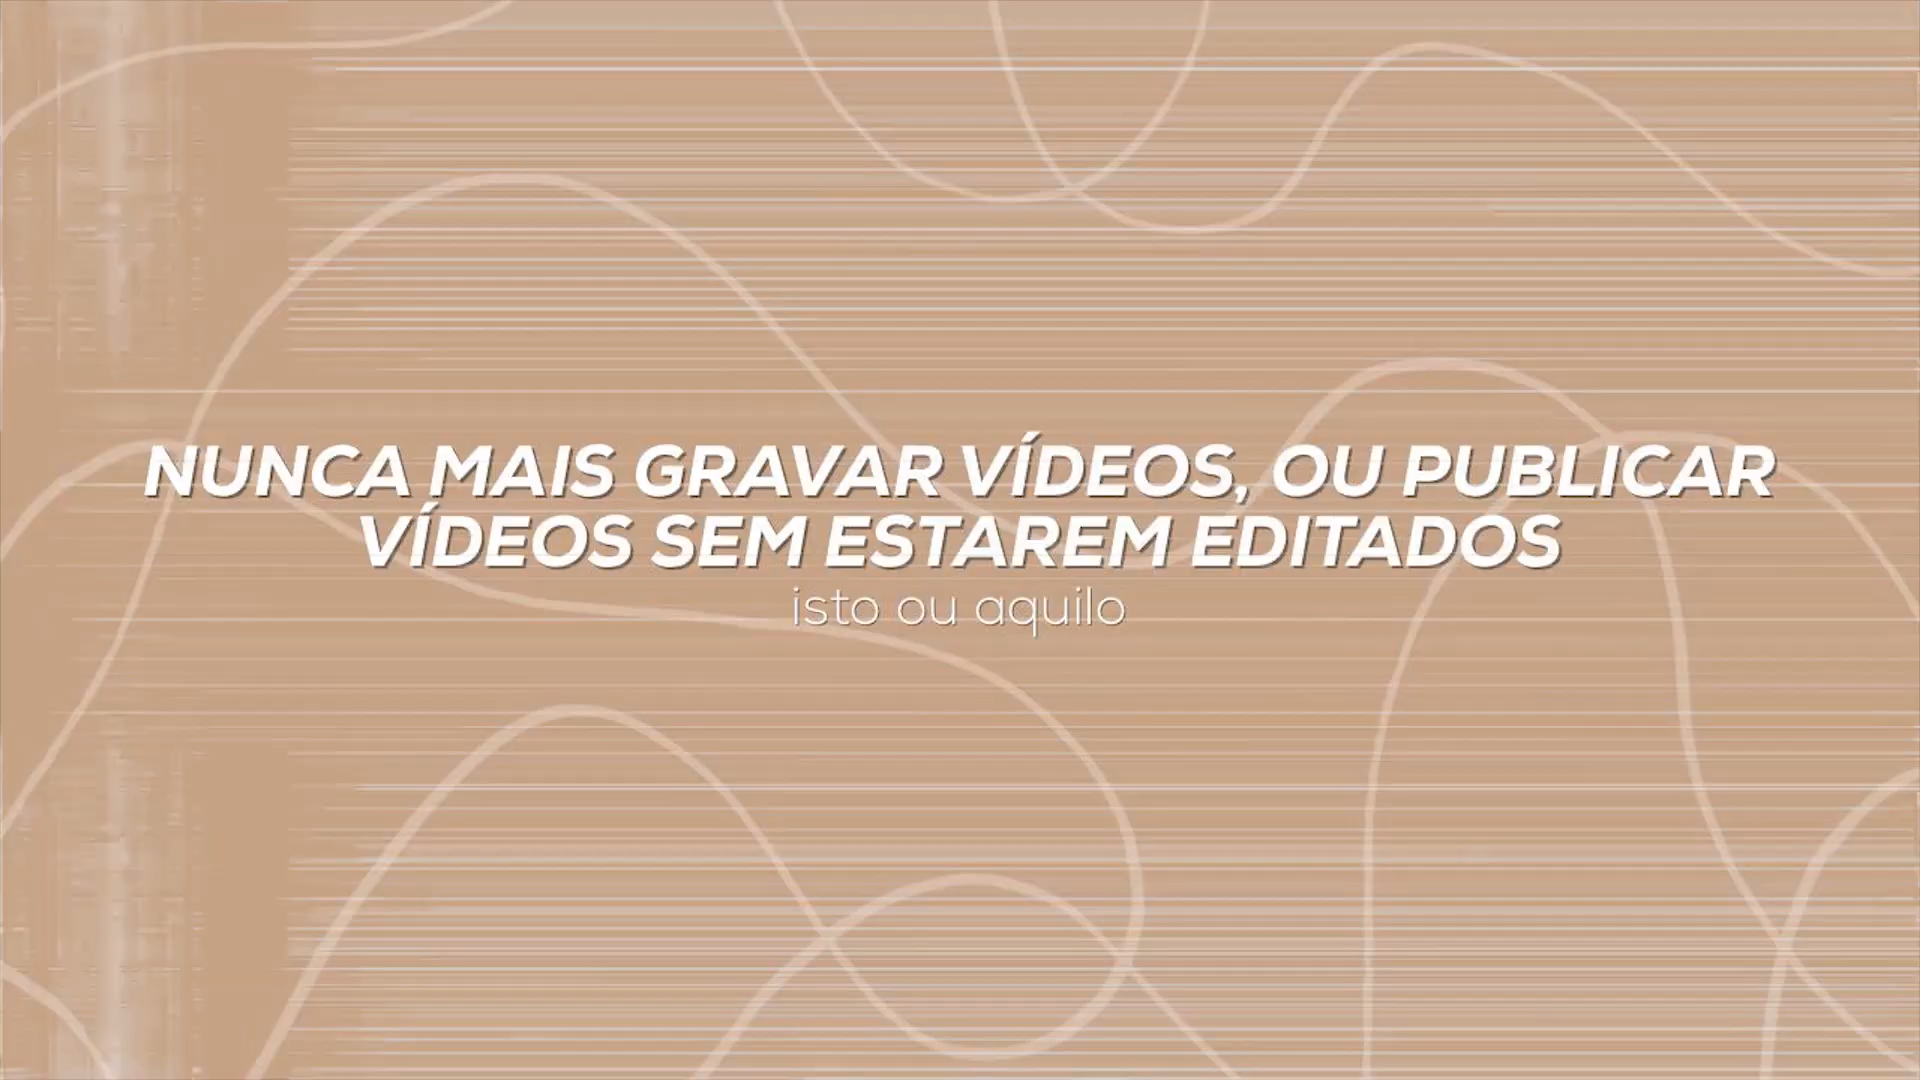 NUNCA MAIS GRAVAR VÍDEOS, OU PUBLICAR
VÍDEOS SEM ESTAREM EDITADOS
isto ou aquilo